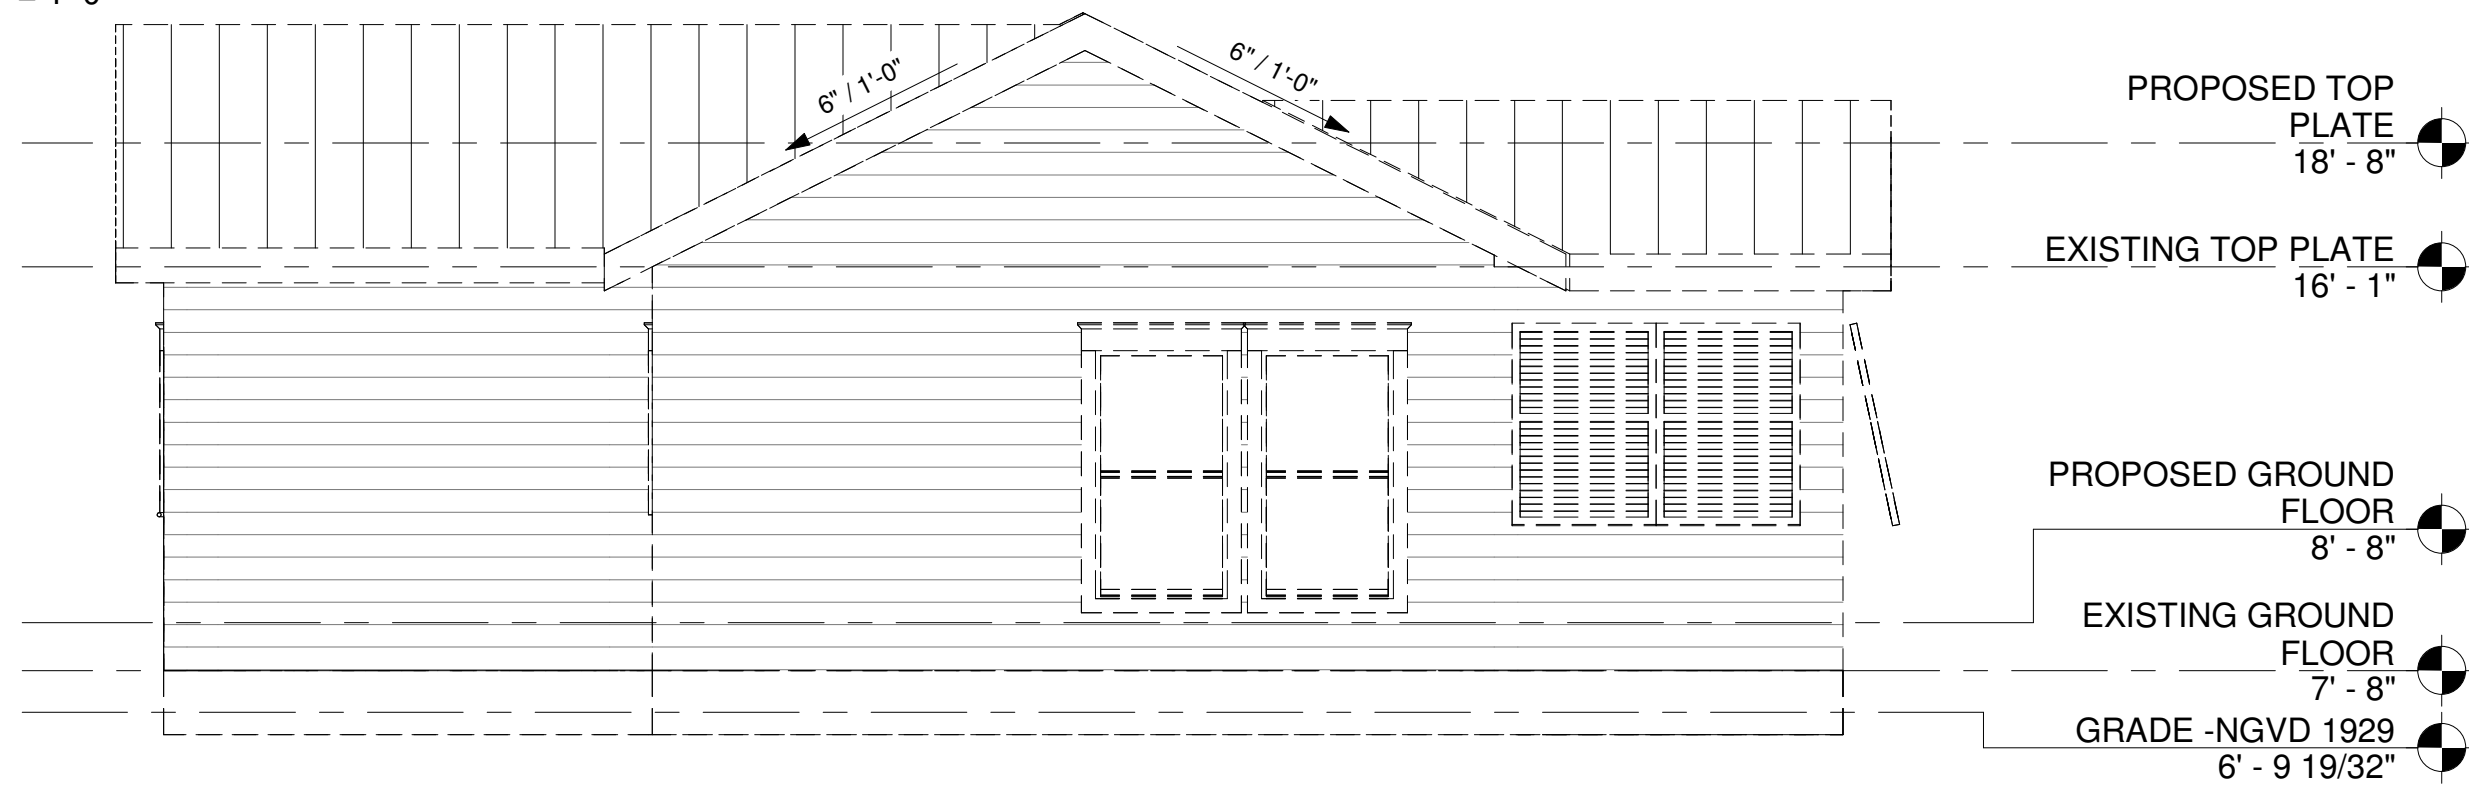 6" / 1'-0"
6" / 1'-0"
PROPOSED TOP
PLATE
18' - 8"
EXISTING TOP PLATE
16' - 1"
PROPOSED GROUND
FLOOR
8' - 8"
EXISTING GROUND
FLOOR
7' - 8"
GRADE -NGVD 1929
6' - 9 19/32"